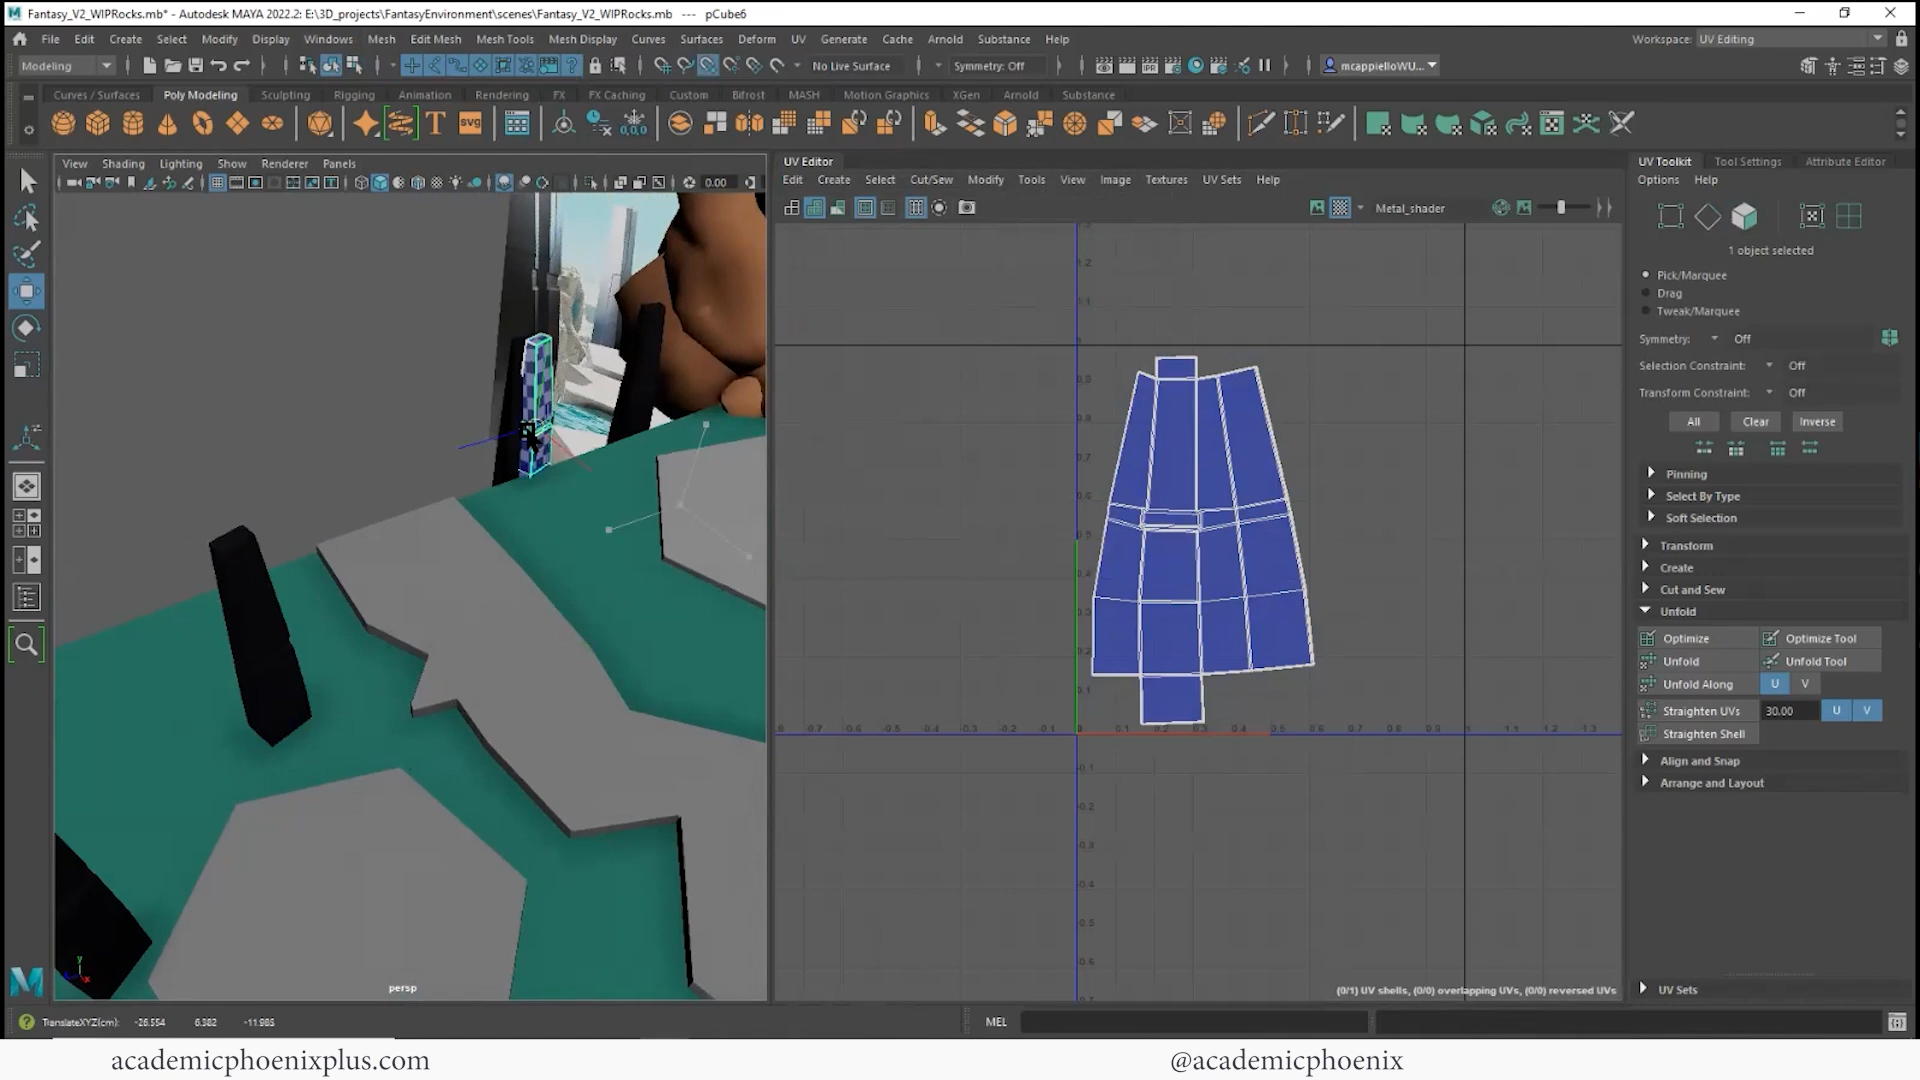 Fantasy_V2_WIPRocks.mb* - Autodesk MAYA 2022.2: E:\3D_projects\FantasyEnvironment\scenes\Fantasy_V2_WIPRocks.mb --- pCube6
File Edit Create Select Modify Display Windows Mesh Edit Mesh Mesh Tools Mesh Display Curves Surfaces Deform UV Generate Cache Arnold Substance Help
Workspace: UV Editing
Modeling No Live Surface Symmetry: Off mcappielloWU...
Curves / Surfaces Poly Modeling Sculpting Rigging Animation Rendering FX FX Caching Custom Bifrost MASH Motion Graphics XGen Arnold Substance
T SVG 0,0,0
View Shading Lighting Show Renderer Panels
0.00
persp
UV Editor
Edit Create Select Cut/Sew Modify Tools View Image Textures UV Sets Help
Metal_shader
(0/1) UV shells, (0/0) overlapping UVs, (0/0) reversed UVs
UV Toolkit Tool Settings Attribute Editor
Options Help
1 object selected
Pick/Marquee
Drag
Tweak/Marquee
Symmetry: Off
Selection Constraint: Off
Transform Constraint: Off
All Clear Inverse
Pinning
Select By Type
Soft Selection
Transform
Create
Cut and Sew
Unfold
Optimize Optimize Tool
Unfold Unfold Tool
Unfold Along U V
Straighten UVs 30.00 U V
Straighten Shell
Align and Snap
Arrange and Layout
UV Sets
TranslateXYZ(cm): -26.554 6.382 -11.985
MEL
academicphoenixplus.com
@academicphoenix